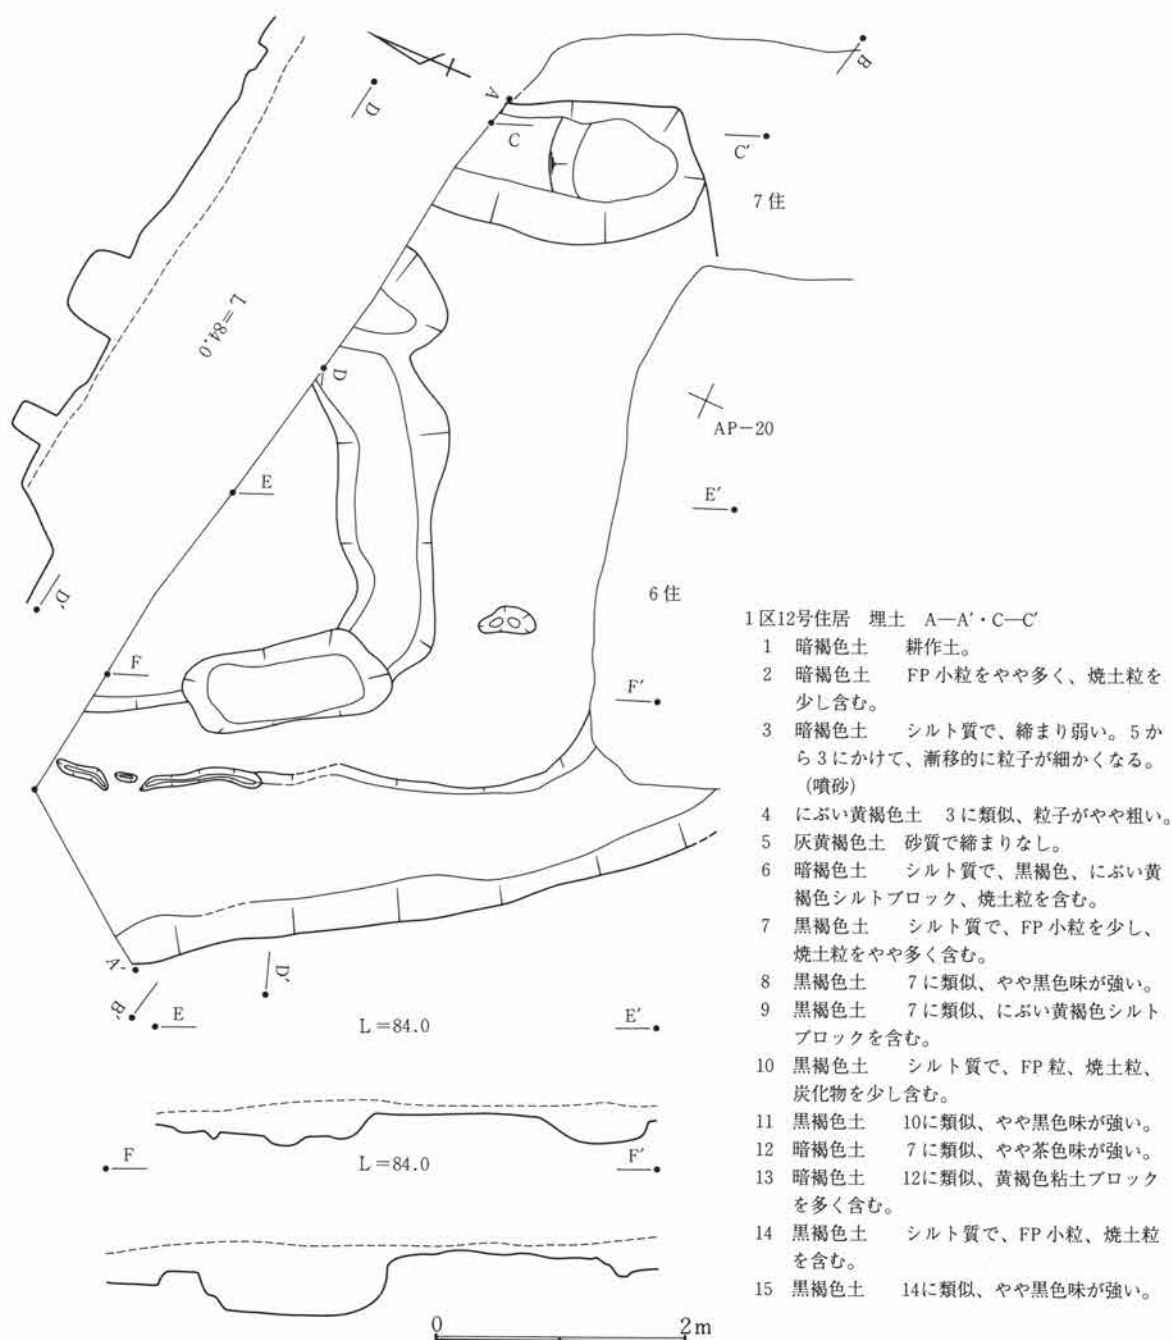 A
B
D
C
C′
7住
L=84.0
D
AP−20
E
E′
D′
6住
F
F′
A′
B′
D′
E
L=84.0
E′
F
L=84.0
F′
0
2m
1区12号住居 埋土 A―A′・C―C′
1 暗褐色土 耕作土。
2 暗褐色土 FP小粒をやや多く、焼土粒を
少し含む。
3 暗褐色土 シルト質で、締まり弱い。5か
ら3にかけて、漸移的に粒子が細かくなる。
(噴砂)
4 にぶい黄褐色土 3に類似、粒子がやや粗い。
5 灰黄褐色土 砂質で締まりなし。
6 暗褐色土 シルト質で、黒褐色、にぶい黄
褐色シルトブロック、焼土粒を含む。
7 黒褐色土 シルト質で、FP小粒を少し、
焼土粒をやや多く含む。
8 黒褐色土 7に類似、やや黒色味が強い。
9 黒褐色土 7に類似、にぶい黄褐色シルト
ブロックを含む。
10 黒褐色土 シルト質で、FP粒、焼土粒、
炭化物を少し含む。
11 黒褐色土 10に類似、やや黒色味が強い。
12 暗褐色土 7に類似、やや茶色味が強い。
13 暗褐色土 12に類似、黄褐色粘土ブロック
を多く含む。
14 黒褐色土 シルト質で、FP小粒、焼土粒
を含む。
15 黒褐色土 14に類似、やや黒色味が強い。